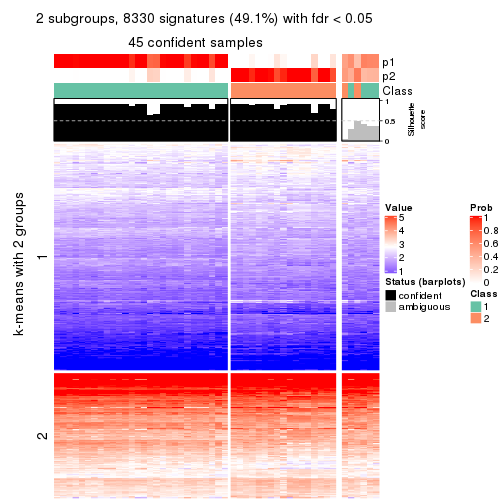 2 subgroups, 8330 signatures (49.1%) with fdr < 0.05
45 confident samples
p1
p2
Class
1
0.5
0
Silhouette
score
k-means with 2 groups
1
2
Value
5
4
3
2
1
Status (barplots)
confident
ambiguous
Prob
1
0.8
0.6
0.4
0.2
0
Class
1
2